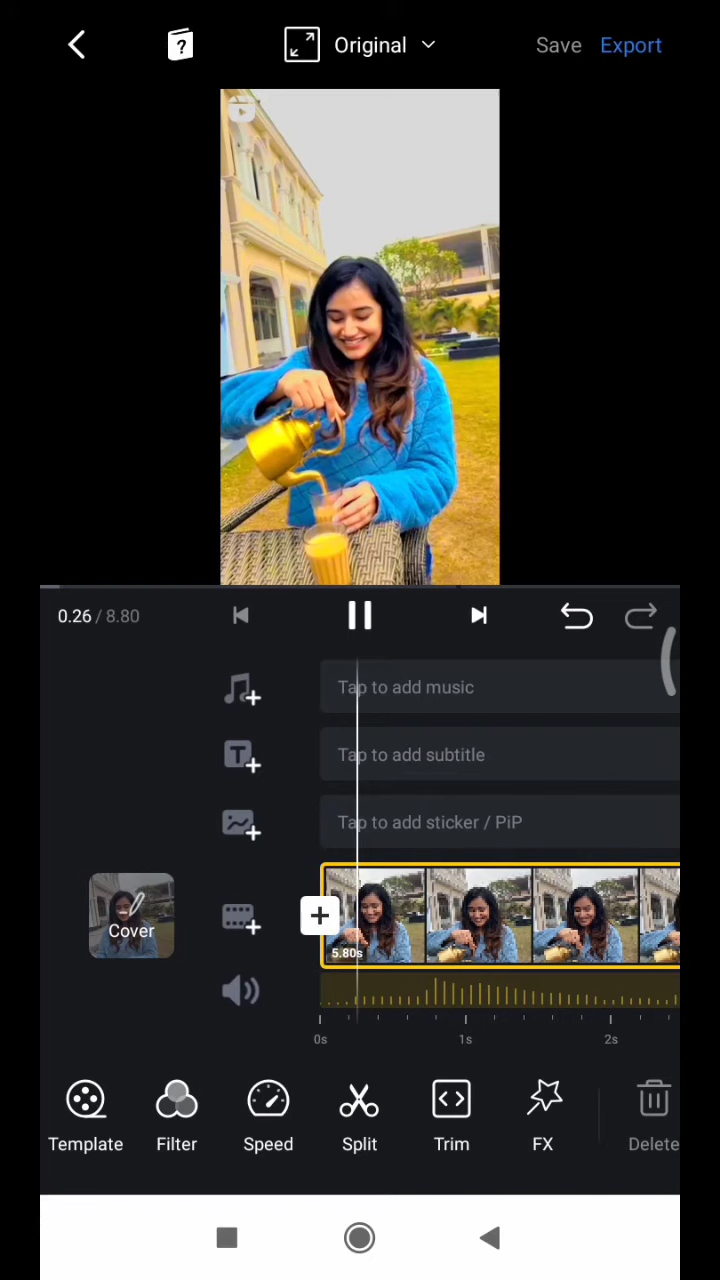 ?
Original
Save
Export
0.26 / 8.80
Tap to add music
T
Tap to add subtitle
Tap to add sticker / PiP
Cover
5.80s
0s
1s
2s
Template
Filter
Speed
Split
Trim
FX
Delete